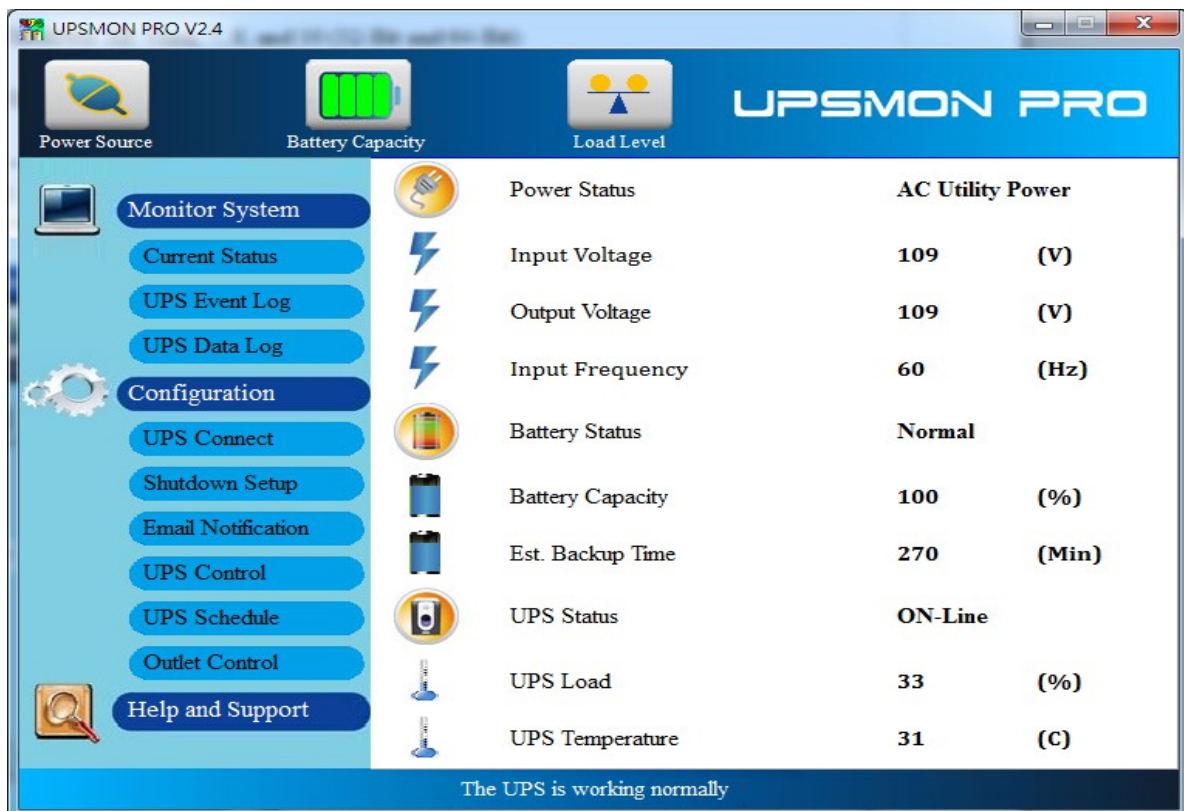 UPSMON PRO V2.4
Power Source
Battery Capacity
Load Level
UPSMON PRO
Monitor System
Current Status
UPS Event Log
UPS Data Log
Configuration
UPS Connect
Shutdown Setup
Email Notification
UPS Control
UPS Schedule
Outlet Control
Help and Support
Power Status AC Utility Power
Input Voltage 109 (V)
Output Voltage 109 (V)
Input Frequency 60 (Hz)
Battery Status Normal
Battery Capacity 100 (%)
Est. Backup Time 270 (Min)
UPS Status ON-Line
UPS Load 33 (%)
UPS Temperature 31 (C)
The UPS is working normally